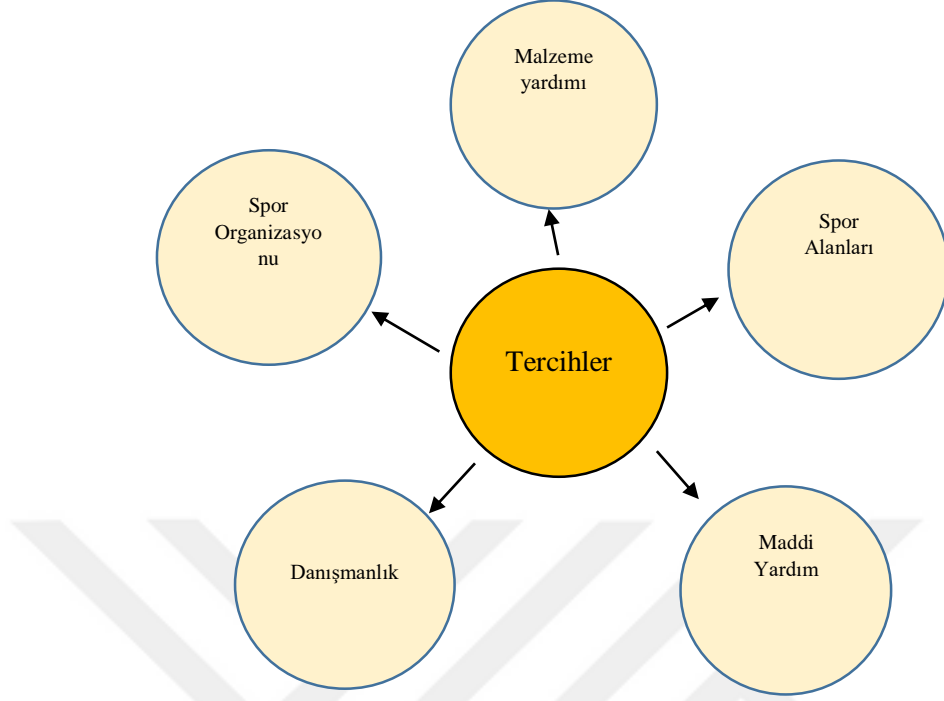 Malzeme
yardımı
Spor
Organizasyo
nu
Spor
Alanları
Tercihler
Danışmanlık
Maddi
Yardım